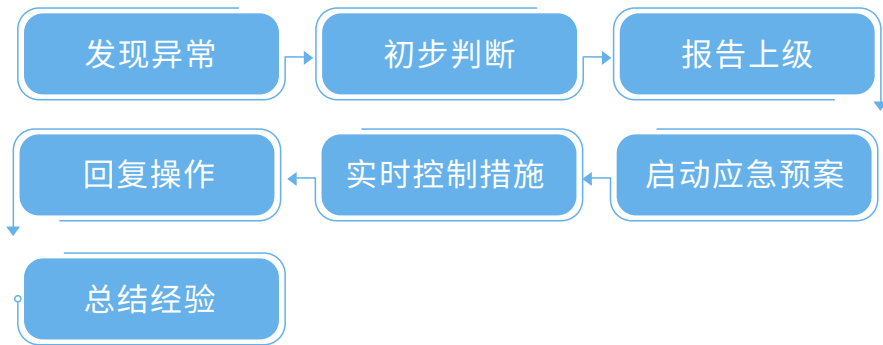 发现异常
初步判断
报告上级
启动应急预案
实时控制措施
回复操作
总结经验